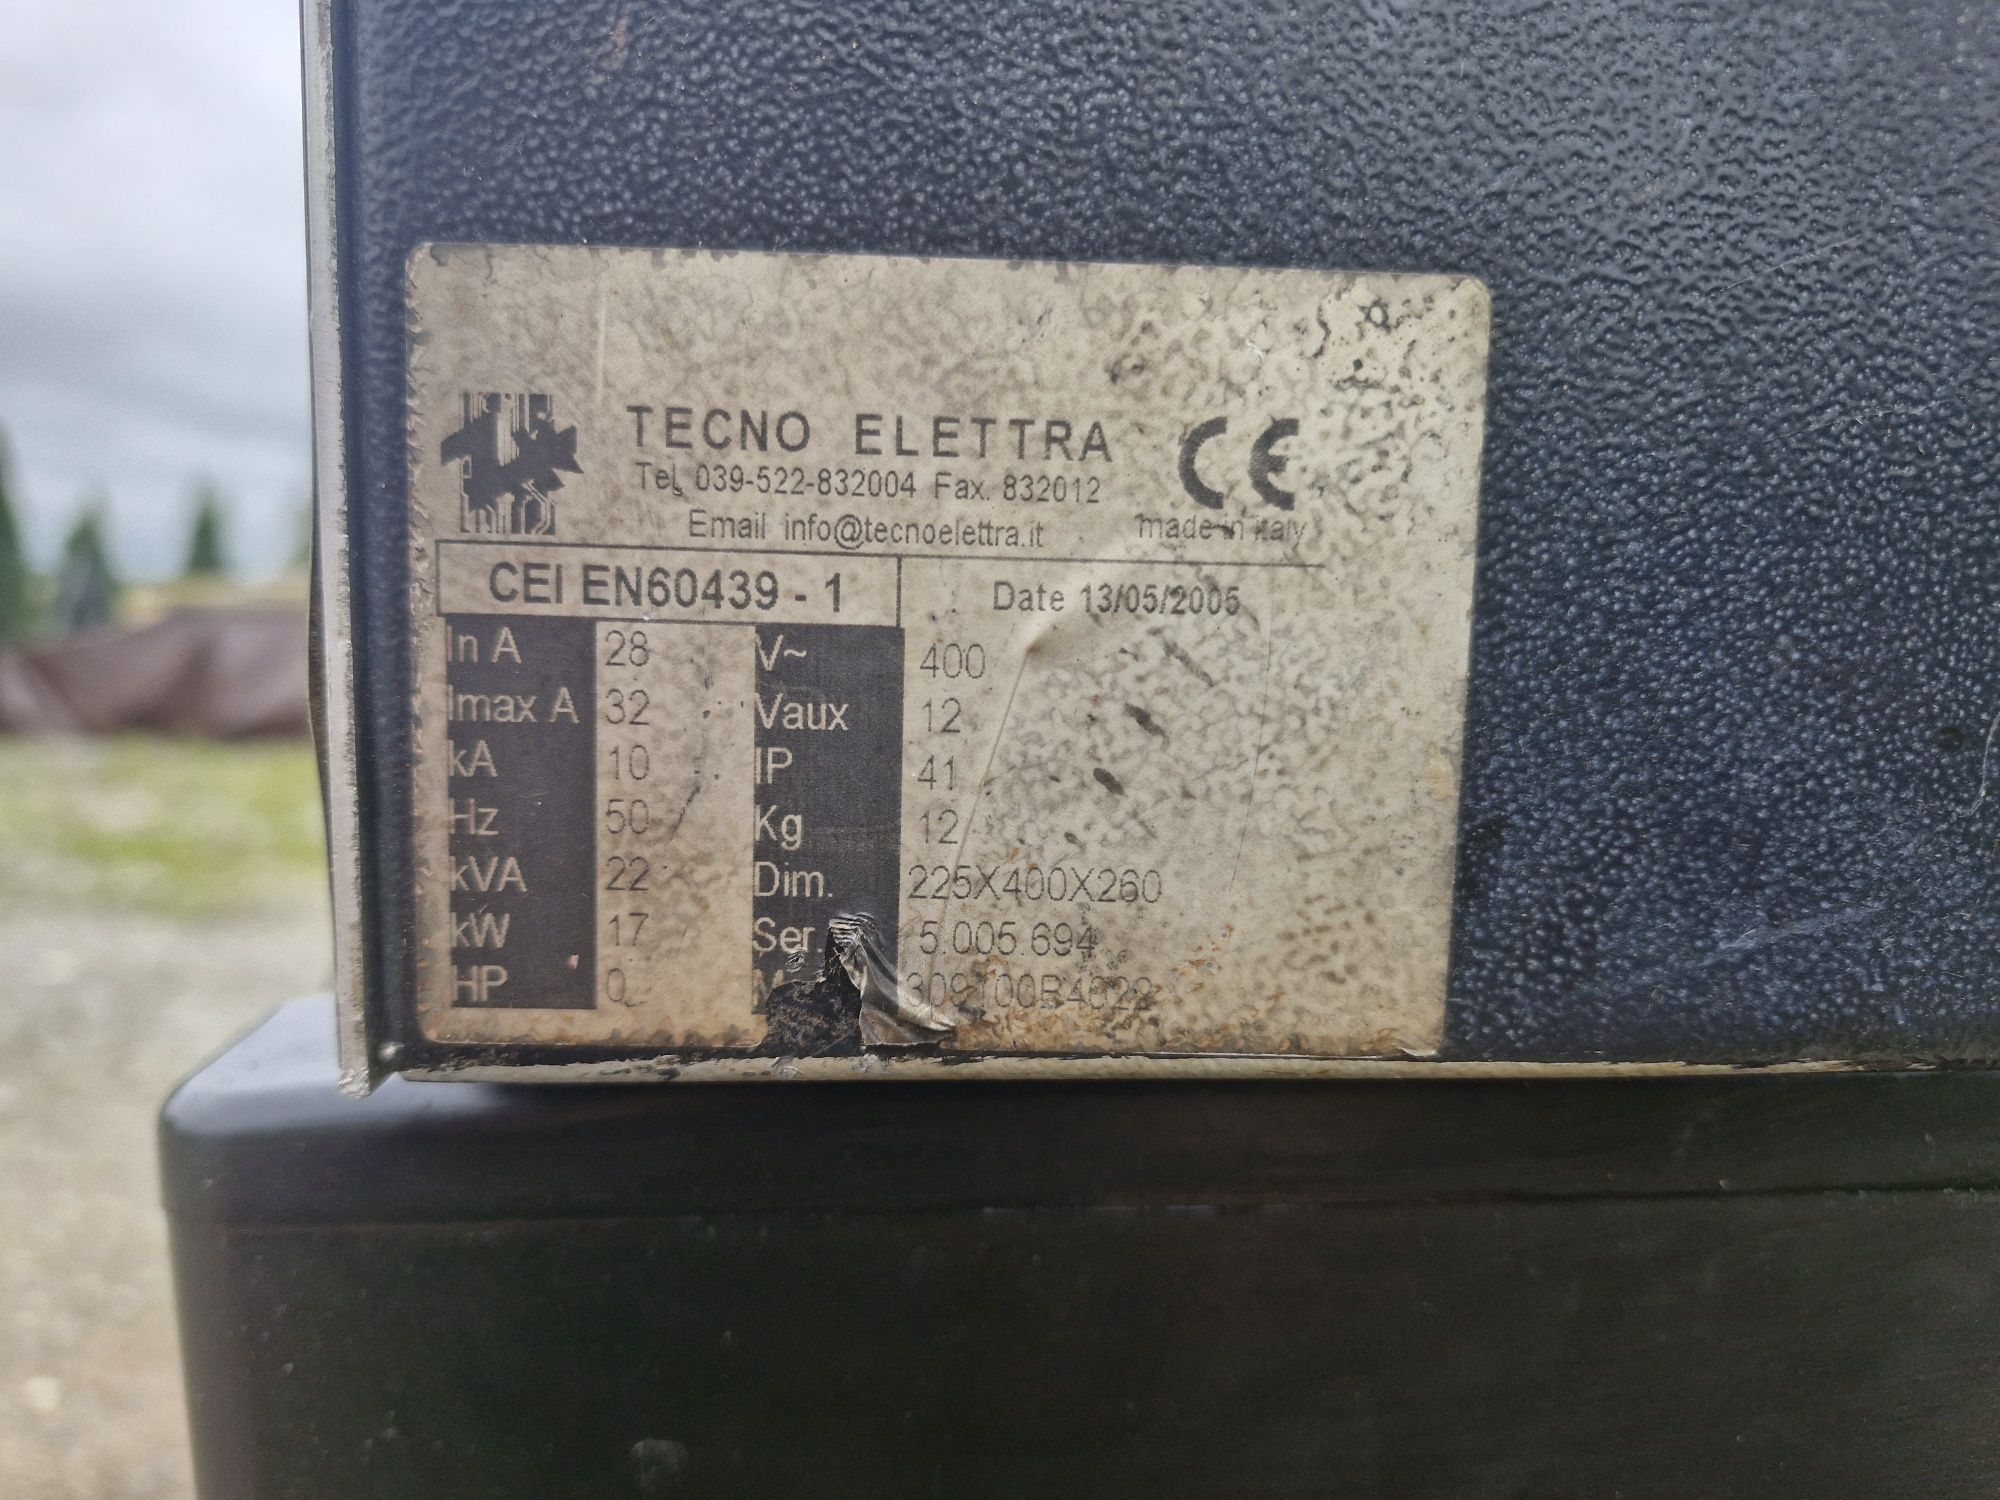 TECNO ELETTRA
Tel. 039-522-832004 Fax. 832012
Email info@tecnoelettra.it
CE
made in italy
CEI EN60439 - 1
Date 13/05/2005
In A 28 V~ 400
Imax A 32 Vaux 12
kA 10 IP 41
Hz 50 Kg 12
kVA 22 Dim. 225X400X260
kW 17 Ser. 5.005.694
HP 0